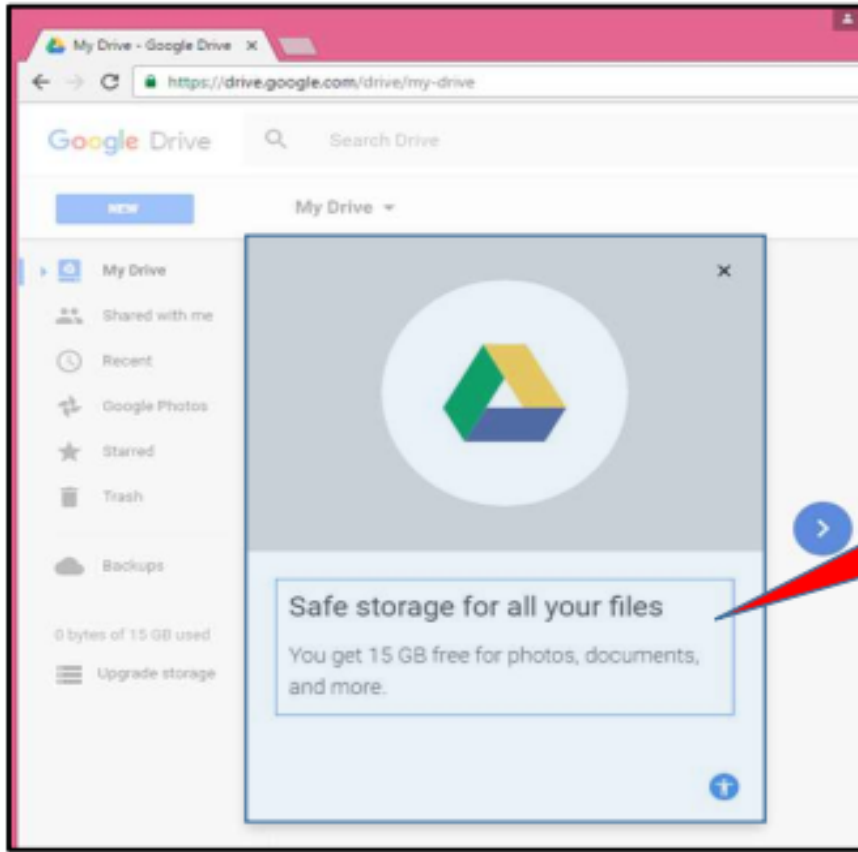 My Drive - Google Drive
https://drive.google.com/drive/my-drive
Google Drive
Search Drive
NEW
My Drive
My Drive
Shared with me
Recent
Google Photos
Starred
Trash
Backups
0 bytes of 15 GB used
Upgrade storage
Safe storage for all your files
You get 15 GB free for photos, documents,
and more.